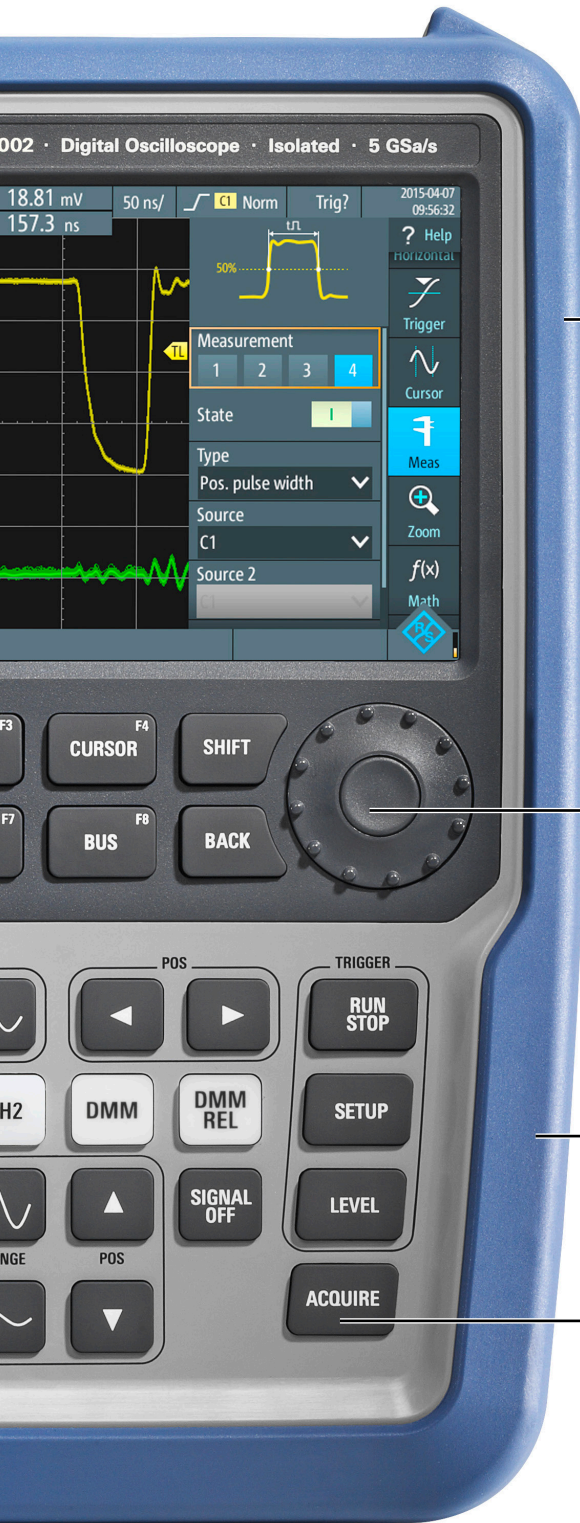 002 · Digital Oscilloscope · Isolated · 5 GSa/s
18.81 mV
157.3 ns
50 ns/
C1 Norm
Trig?
2015-04-07
09:56:32
? Help
Horizontal
50%
Trigger
TL
Measurement
1 2 3 4
Cursor
State
I
Meas
Type
Pos. pulse width
Source
C1
Zoom
Source 2
C1
f(x)
Math
R&S
F3
CURSOR F4
SHIFT
F7
BUS F8
BACK
POS
TRIGGER
RUN
STOP
H2
DMM
DMM
REL
SETUP
SIGNAL
OFF
LEVEL
NGE
POS
ACQUIRE